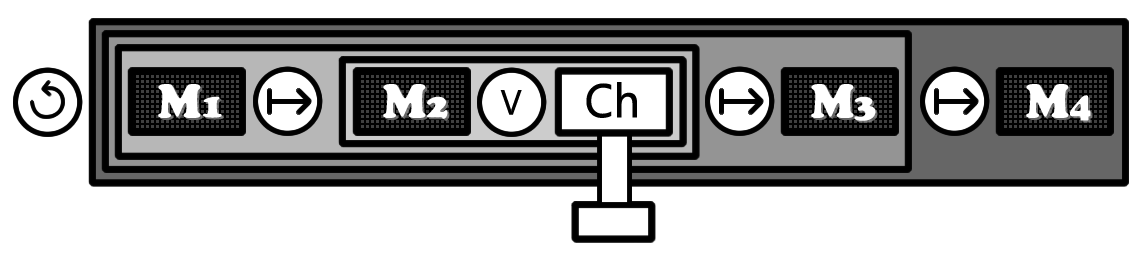 M1 ↦ M2 v Ch ↦ M3 ↦ M4